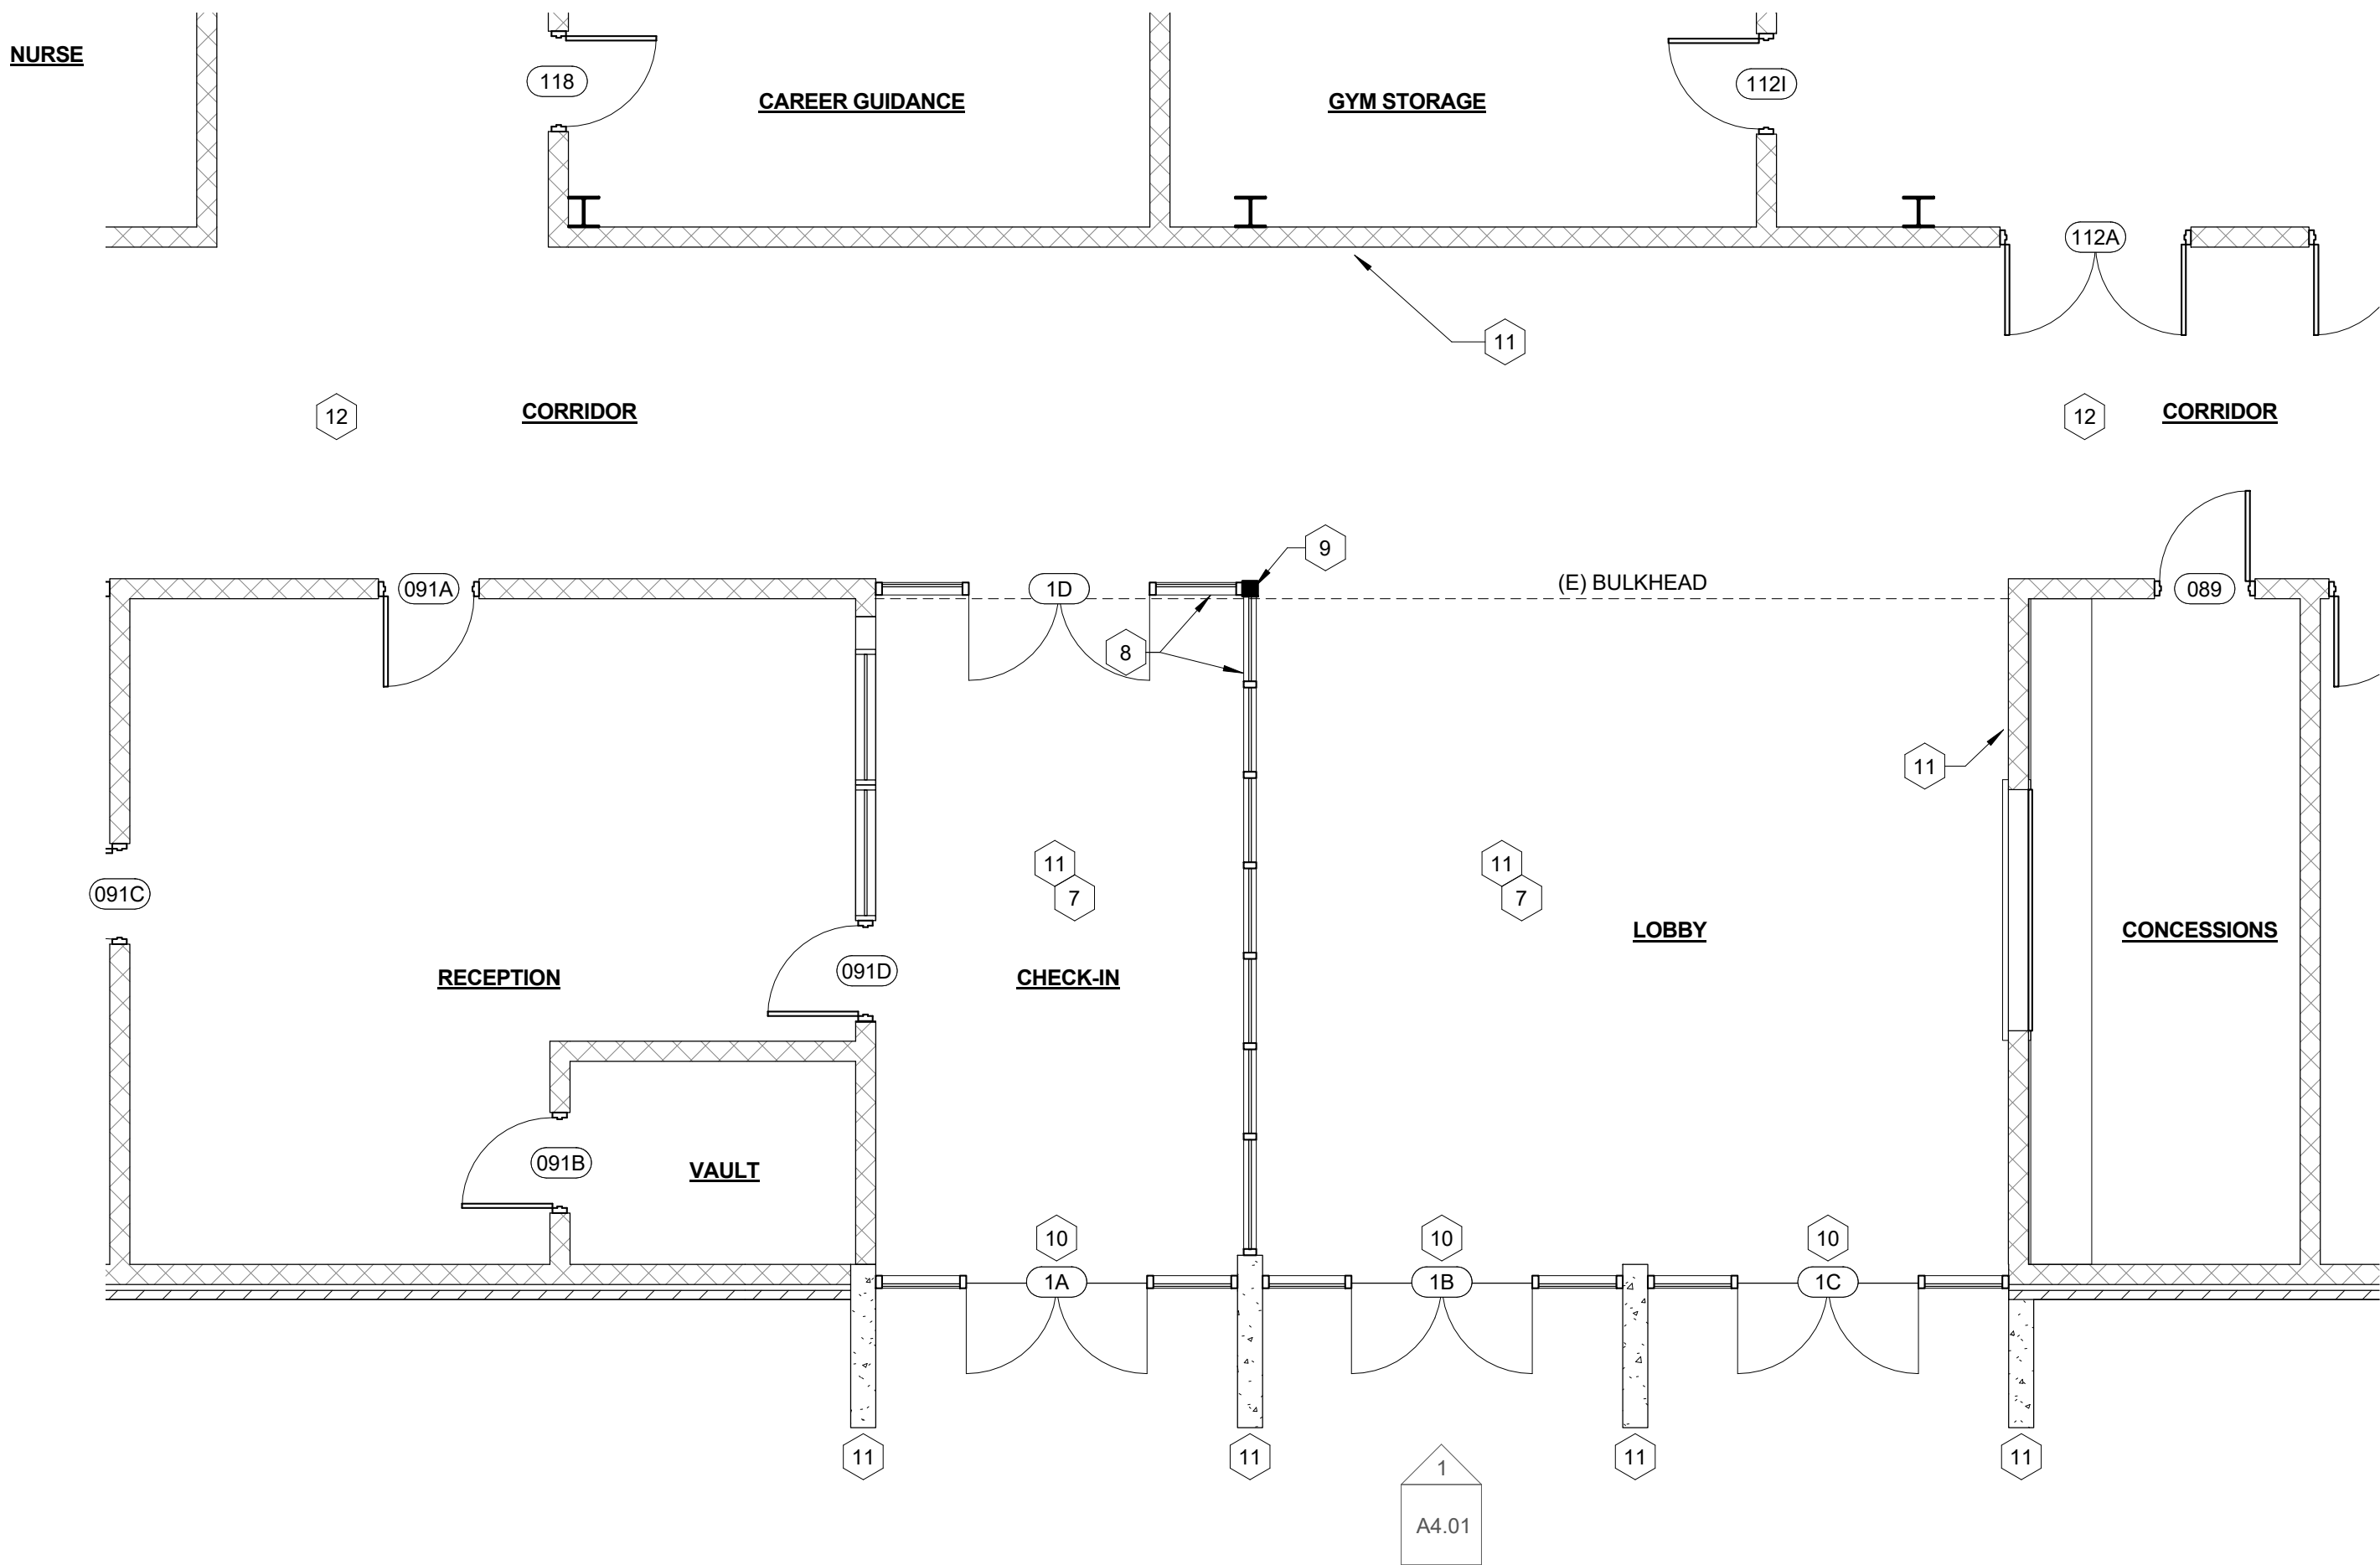 NURSE
118
CAREER GUIDANCE
GYM STORAGE
112I
112A
11
12
CORRIDOR
12
CORRIDOR
9
091A
1D
(E) BULKHEAD
089
8
11
11
7
11
7
091C
LOBBY
CONCESSIONS
091D
RECEPTION
CHECK-IN
091B
VAULT
10
10
10
1A
1B
1C
11
11
11
11
1
A4.01